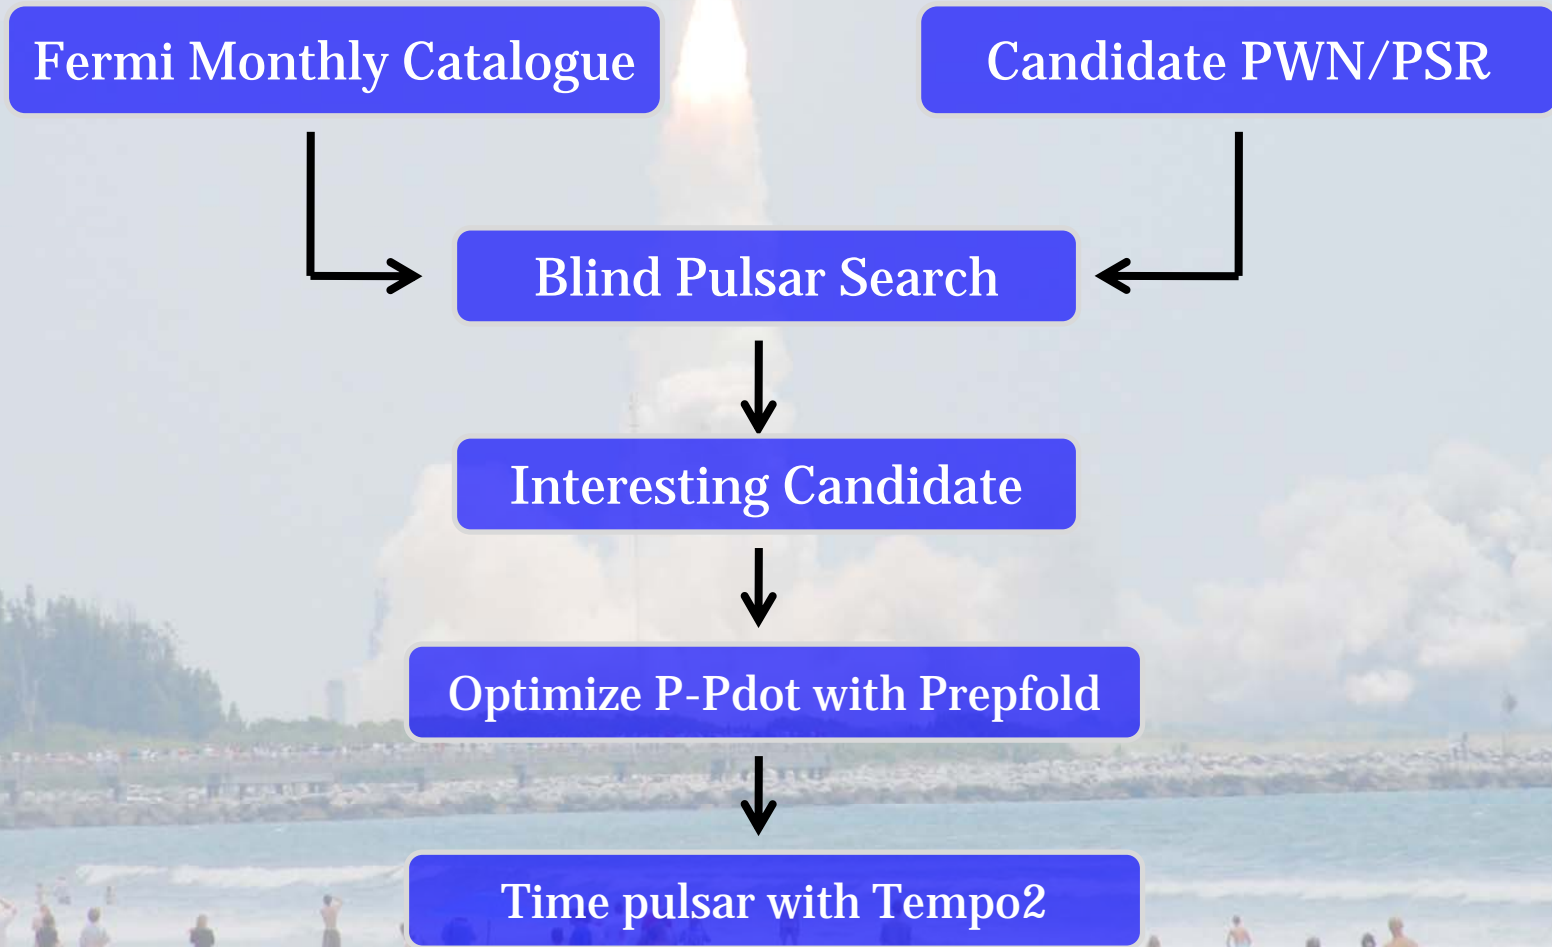 Fermi Monthly Catalogue
Candidate PWN/PSR
Blind Pulsar Search
Interesting Candidate
Optimize P-Pdot with Prepfold
Time pulsar with Tempo2